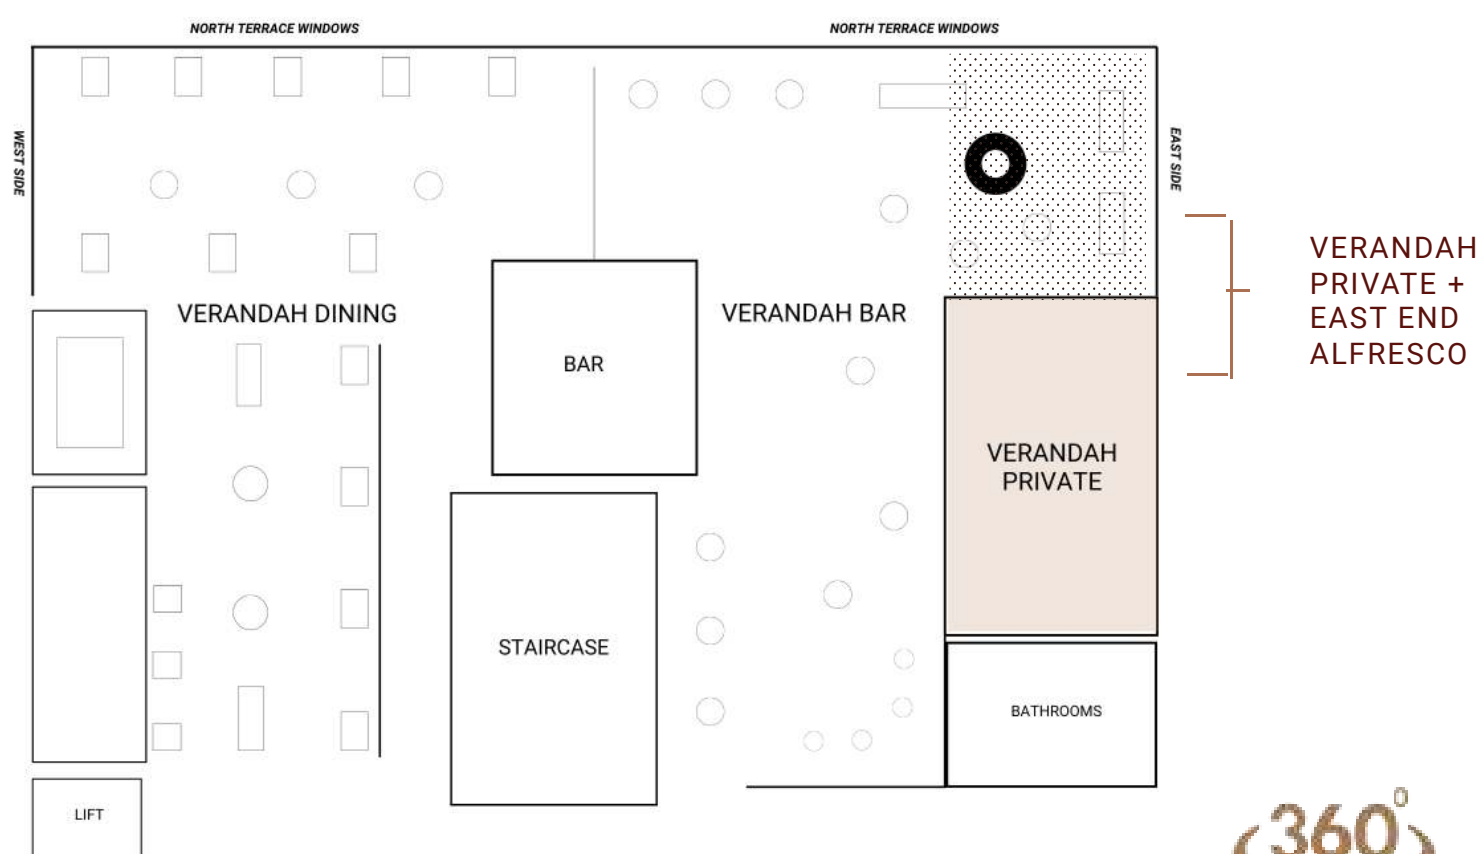 NORTH TERRACE WINDOWS
NORTH TERRACE WINDOWS
WEST SIDE
EAST SIDE
VERANDAH
PRIVATE +
EAST END
ALFRESCO
VERANDAH DINING
VERANDAH BAR
BAR
VERANDAH
PRIVATE
STAIRCASE
BATHROOMS
LIFT
360°